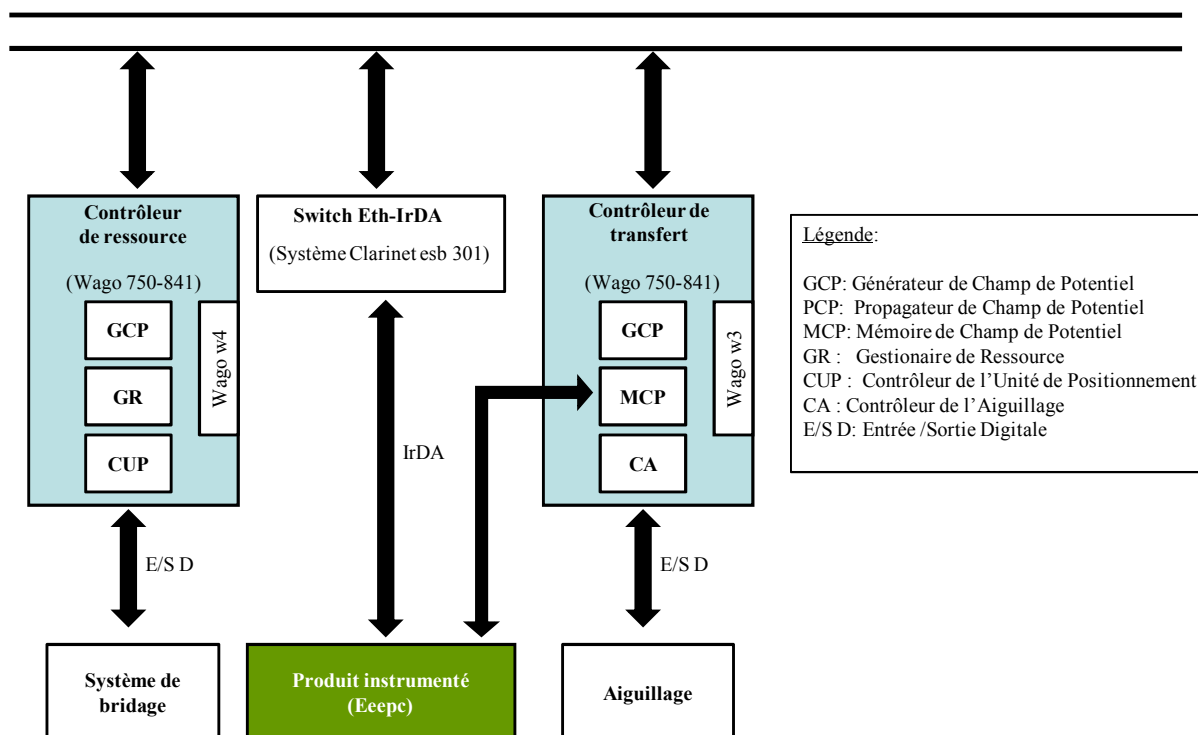 Contrôleur
de ressource
(Wago 750-841)
GCP
GR
CUP
Wago w4
Switch Eth-IrDA
(Système Clarinet esb 301)
Contrôleur de
transfert
(Wago 750-841)
GCP
MCP
CA
Wago w3
Légende:
GCP: Générateur de Champ de Potentiel
PCP: Propagateur de Champ de Potentiel
MCP: Mémoire de Champ de Potentiel
GR : Gestionaire de Ressource
CUP : Contrôleur de l'Unité de Positionnement
CA : Contrôleur de l'Aiguillage
E/S D: Entrée /Sortie Digitale
IrDA
E/S D
E/S D
Système de
bridage
Produit instrumenté
(Eeepc)
Aiguillage